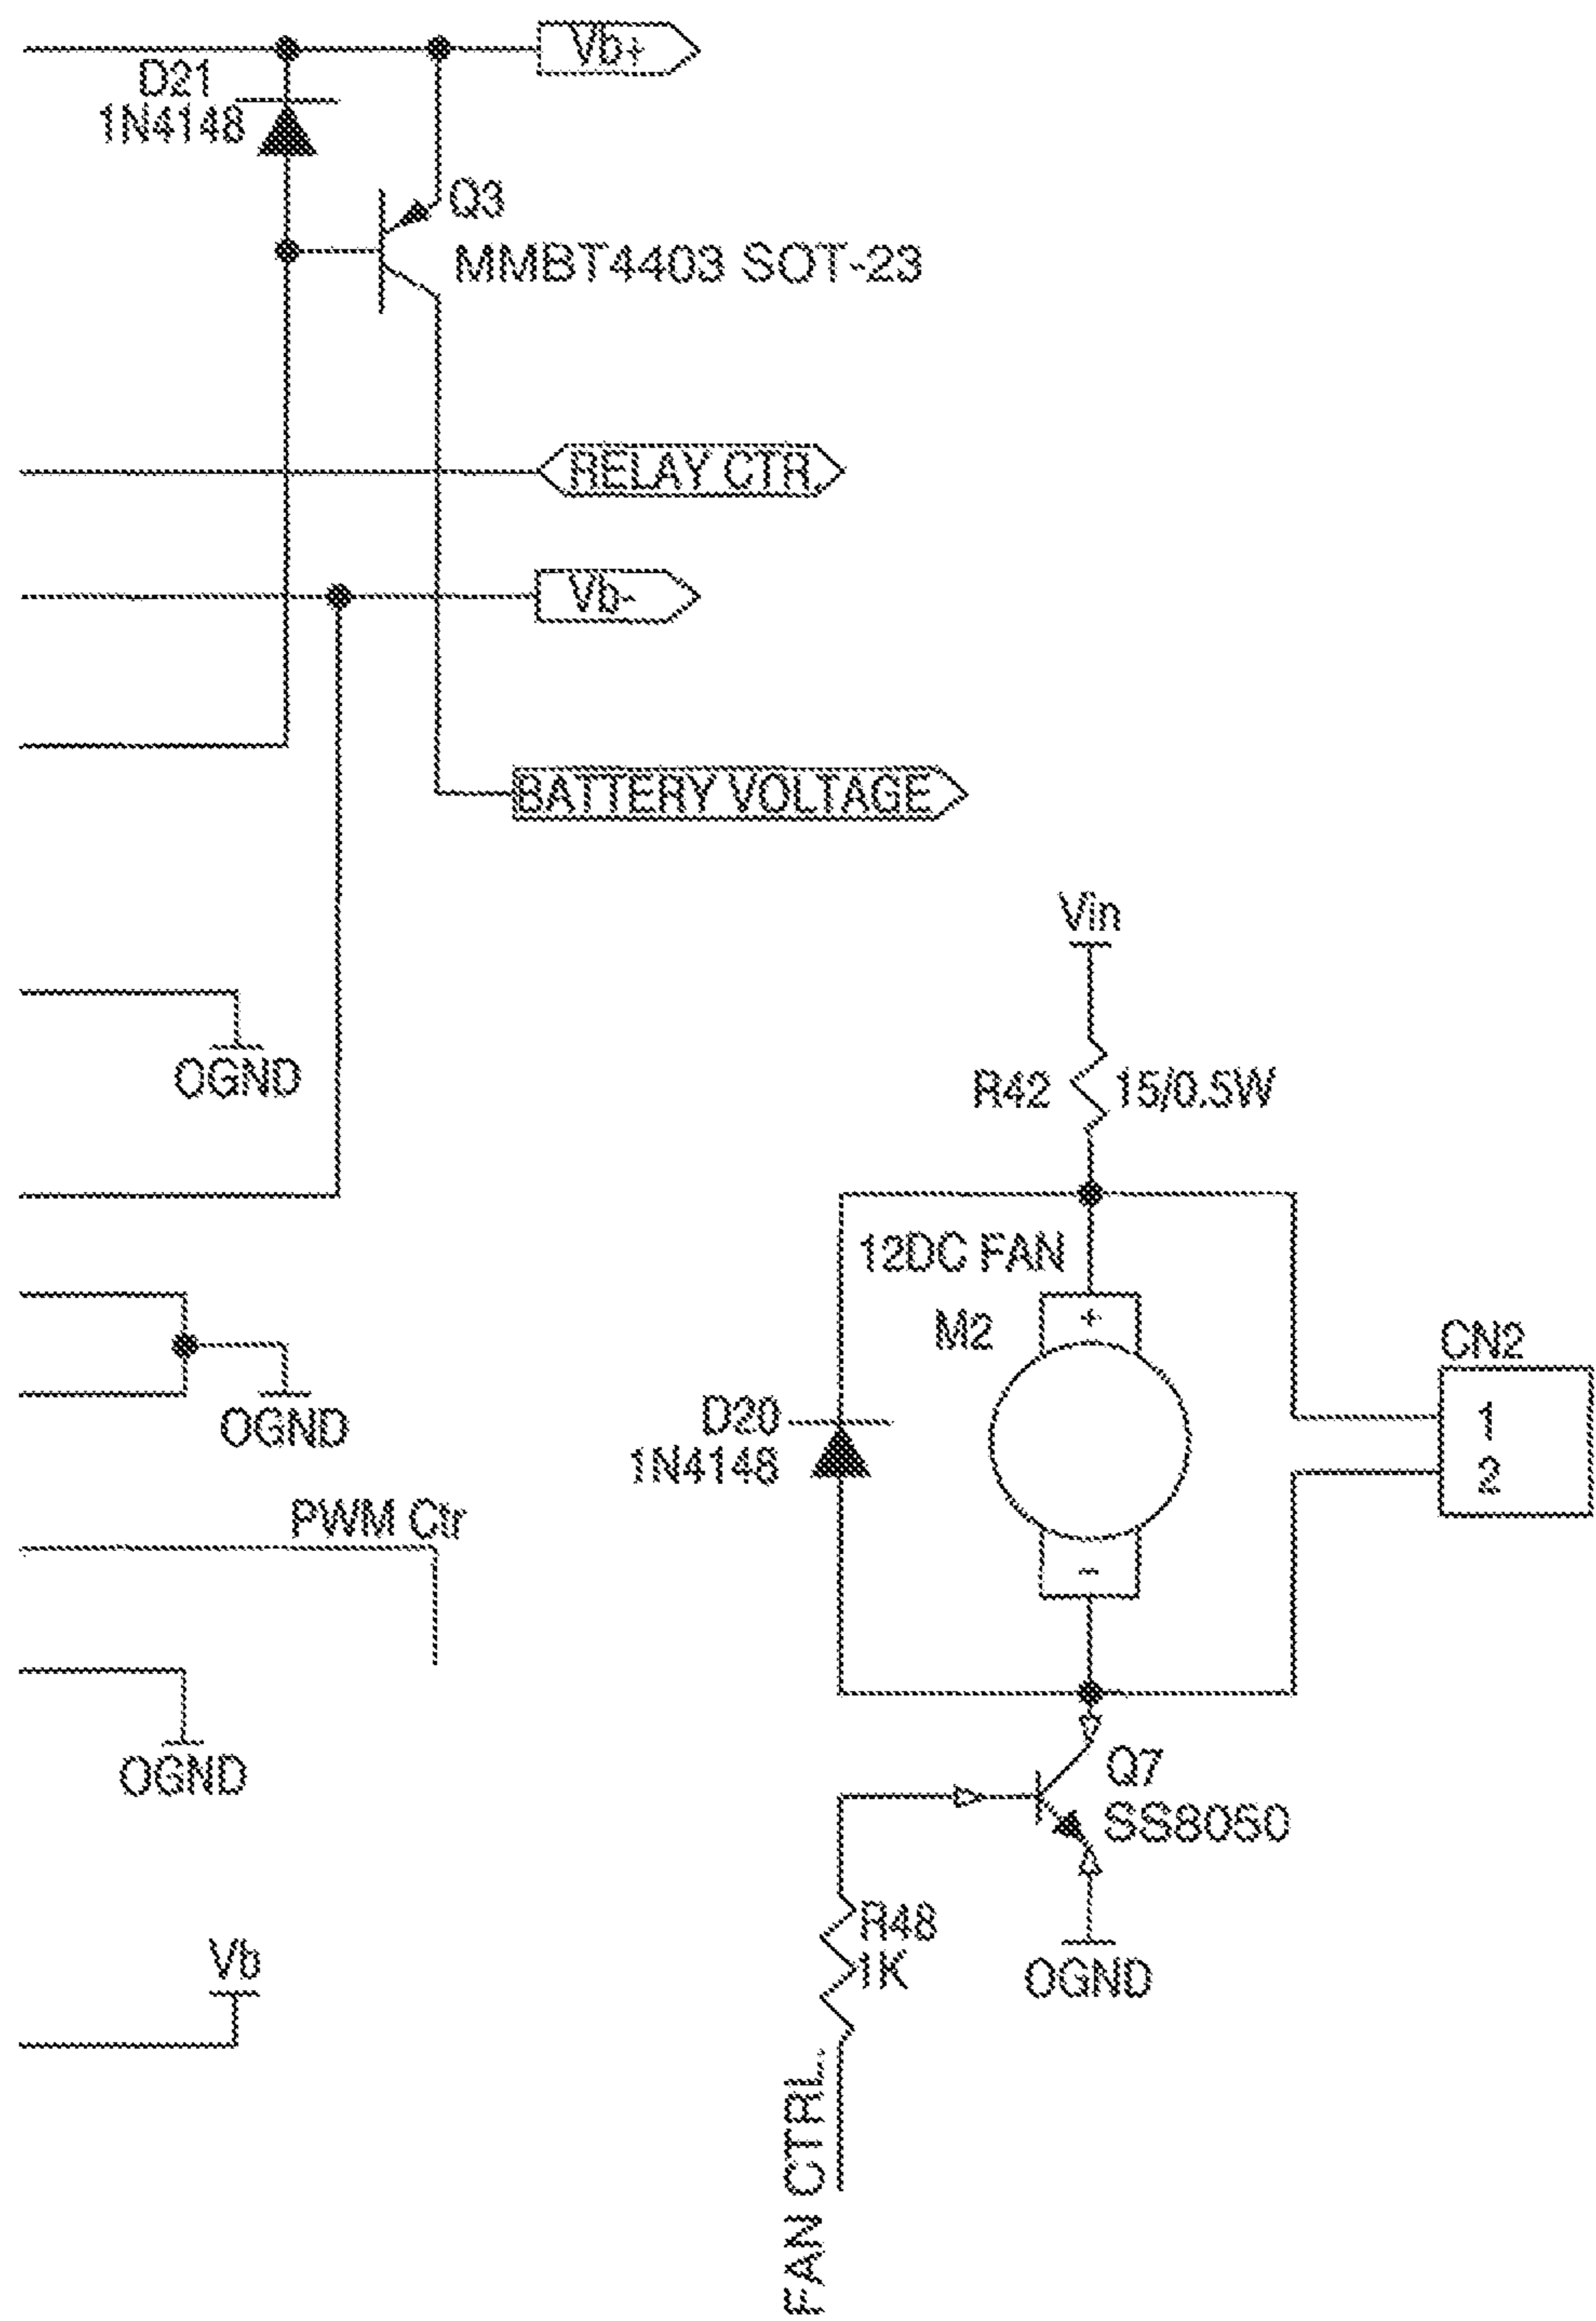 Vb+
D21
1N4148
Q3
MMBT4403 SOT-23
RELAY CTR
Vb-
BATTERY VOLTAGE
Vin
OGND
R42 15/0.5W
12DC FAN
M2
+
CN2
1
2
D20
1N4148
OGND
PWM Ctr
-
OGND
Q7
SS8050
R48
1K
OGND
Vb
FAN CTRL.